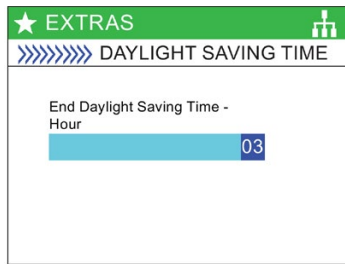 EXTRAS
DAYLIGHT SAVING TIME
End Daylight Saving Time -
Hour
03